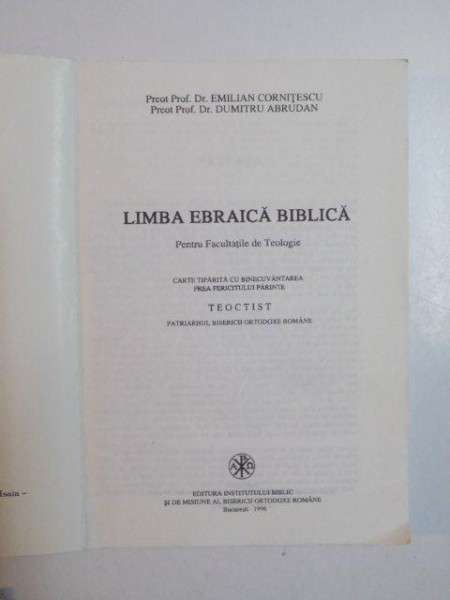 Preot Prof. Dr. EMILIAN CORNIŢESCU
Preot Prof. Dr. DUMITRU ABRUDAN
LIMBA EBRAICĂ BIBLICĂ
Pentru Facultăţile de Teologie
CARTE TIPĂRITĂ CU BINECUVÂNTAREA
PREA FERICITULUI PĂRINTE
TEOCTIST
PATRIARHUL BISERICII ORTODOXE ROMÂNE
Isaia –
EDITURA INSTITUTULUI BIBLIC
ŞI DE MISIUNE AL BISERICII ORTODOXE ROMÂNE
Bucureşti 1996